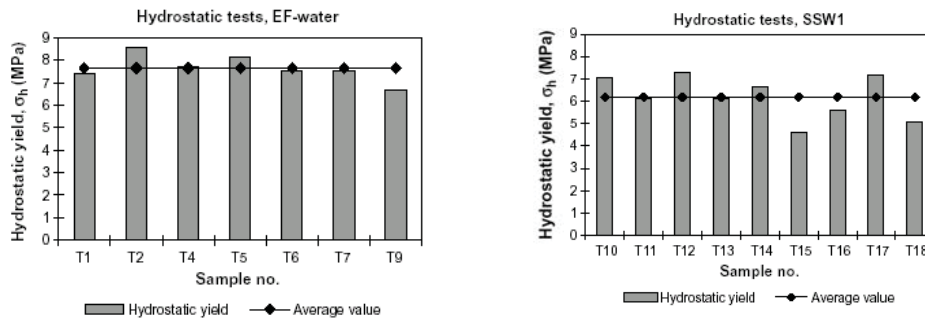 Hydrostatic tests, EF-water
Hydrostatic yield, σh (MPa)
9
8
7
6
5
4
3
2
1
0
T1 T2 T4 T5 T6 T7 T9
Sample no.
Hydrostatic yield Average value
Hydrostatic tests, SSW1
Hydrostatic yield, σh (MPa)
9
8
7
6
5
4
3
2
1
0
T10 T11 T12 T13 T14 T15 T16 T17 T18
Sample no.
Hydrostatic yield Average value